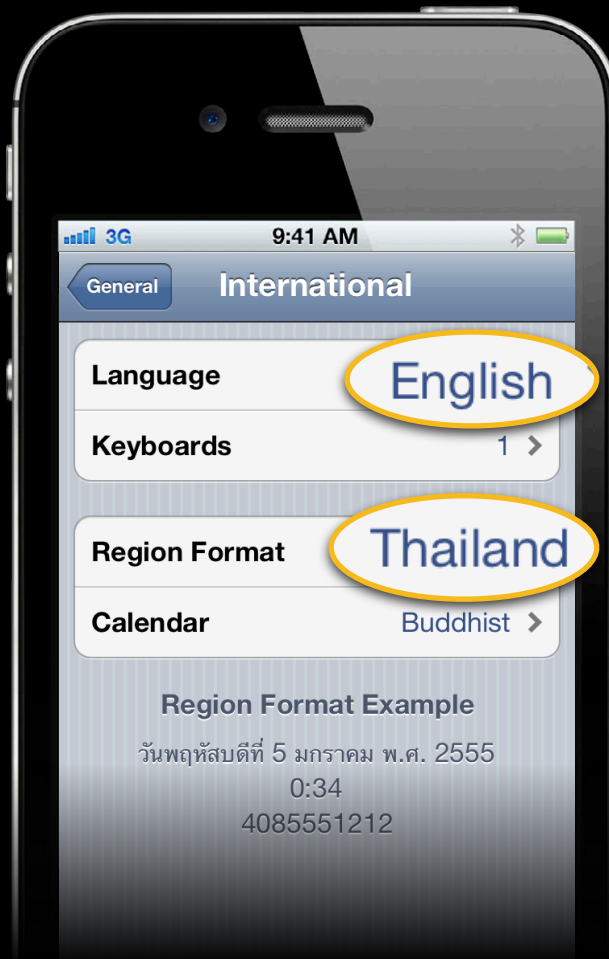 3G 9:41 AM
General International
Language English
Keyboards 1
Region Format Thailand
Calendar Buddhist
Region Format Example
วันพฤหัสบดีที่ 5 มกราคม พ.ศ. 2555
0:34
4085551212